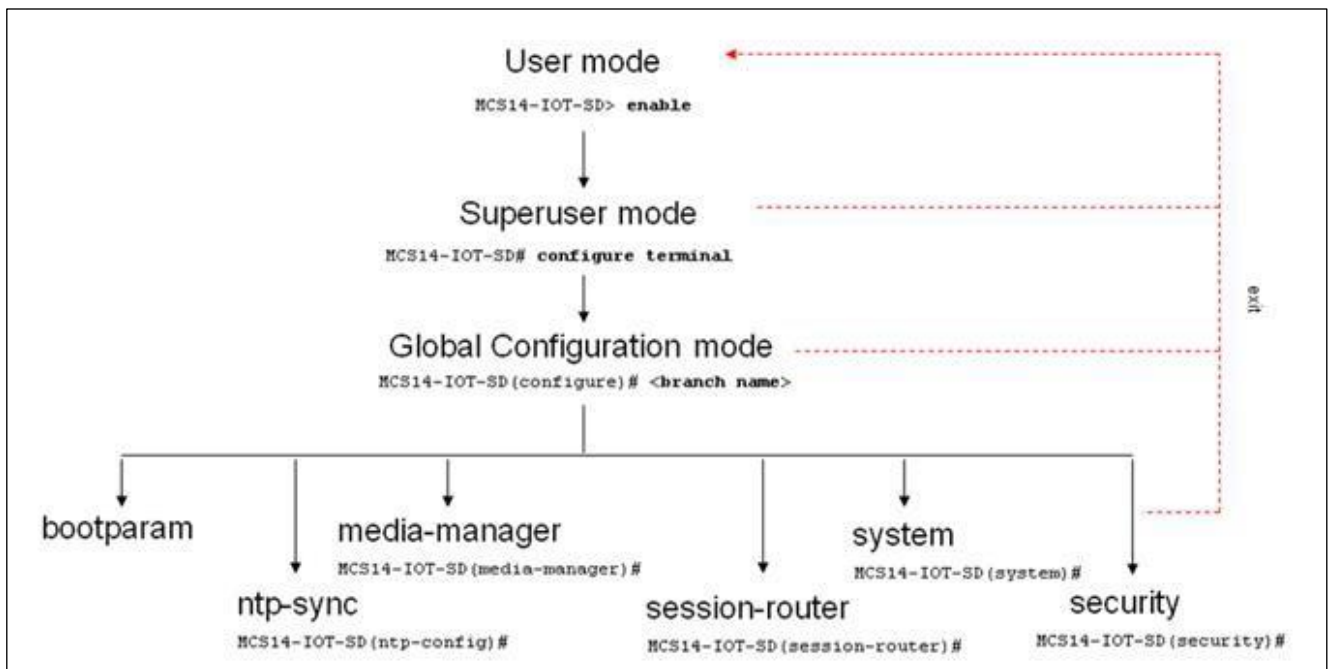 User mode
MCS14-IOT-SD> enable
Superuser mode
MCS14-IOT-SD# configure terminal
exit
Global Configuration mode
MCS14-IOT-SD(configure)# <branch name>
bootparam
media-manager
MCS14-IOT-SD(media-manager)#
system
MCS14-IOT-SD(system)#
ntp-sync
MCS14-IOT-SD(ntp-config)#
session-router
MCS14-IOT-SD(session-router)#
security
MCS14-IOT-SD(security)#